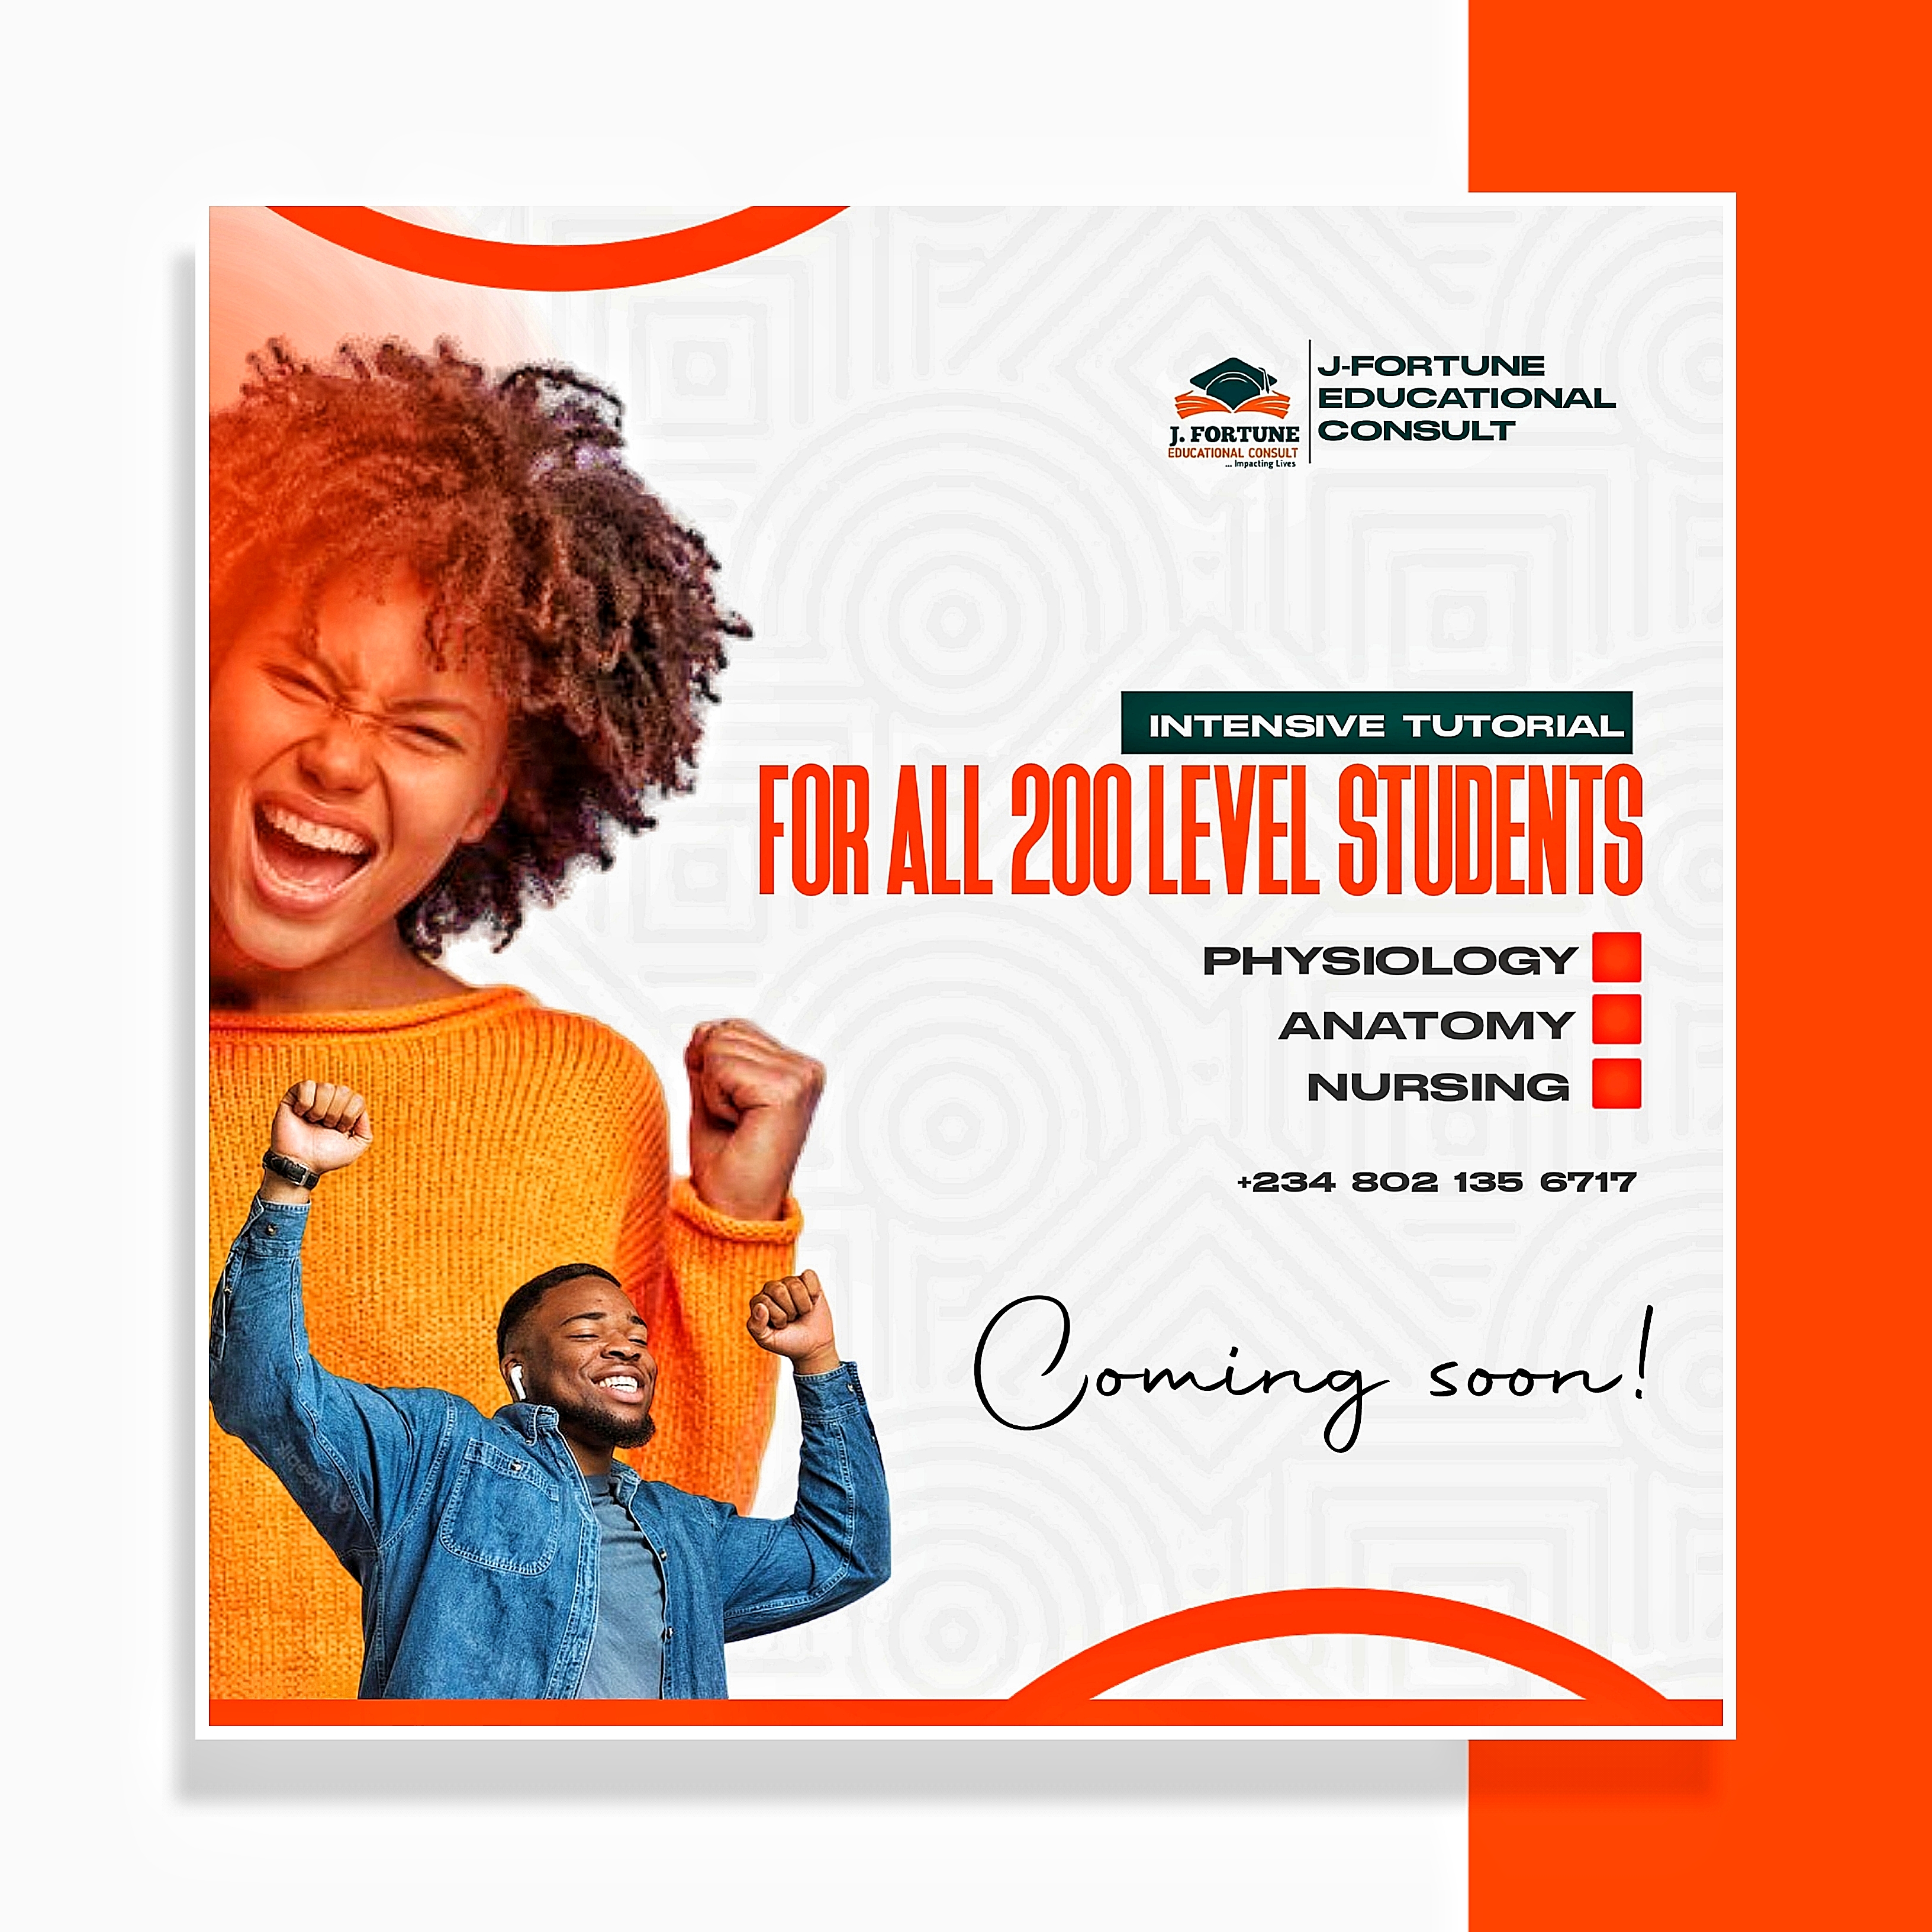 J. FORTUNE
EDUCATIONAL CONSULT
... Impacting Lives
J-FORTUNE
EDUCATIONAL
CONSULT
INTENSIVE TUTORIAL
FOR ALL 200 LEVEL STUDENTS
PHYSIOLOGY
ANATOMY
NURSING
+234 802 135 6717
Coming soon!